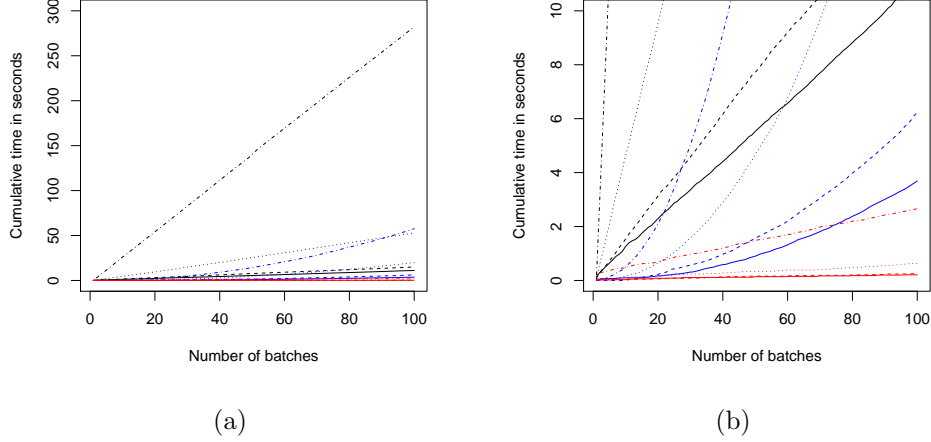 300
250
200
150
100
50
0
Cumulative time in seconds
0 20 40 60 80 100
Number of batches
(a)
10
8
6
4
2
0
Cumulative time in seconds
0 20 40 60 80 100
Number of batches
(b)